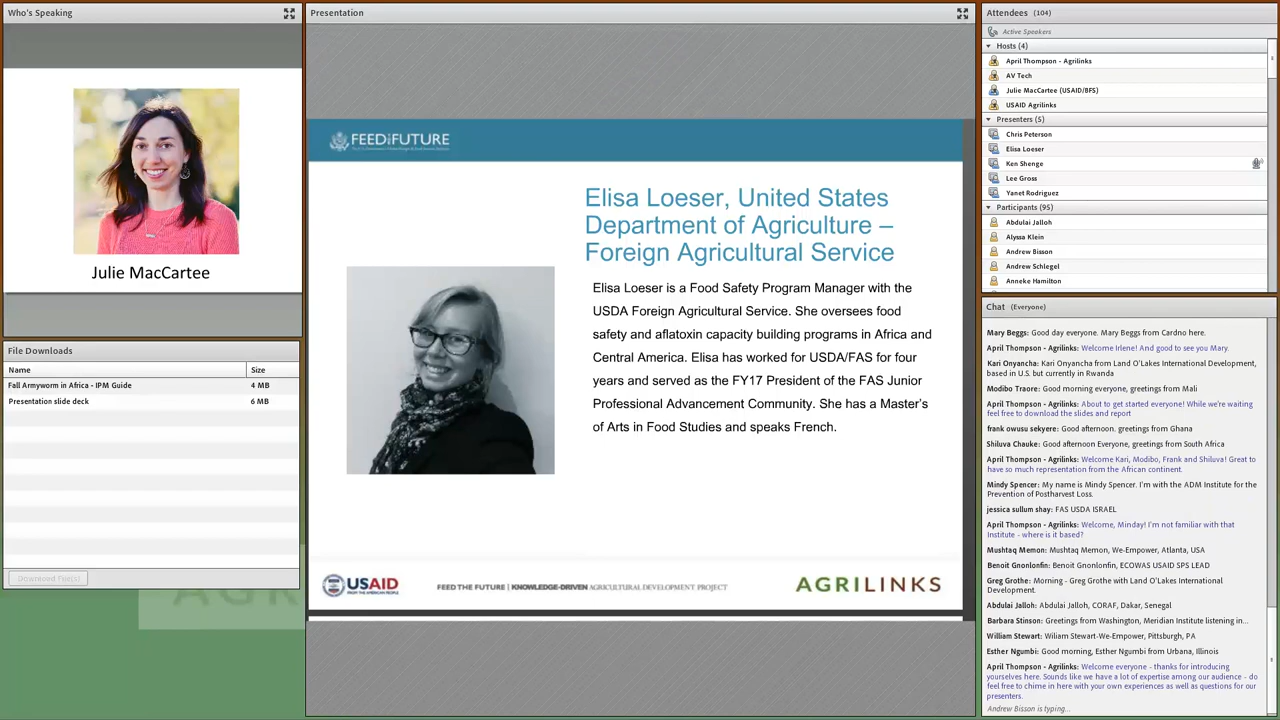 Who's Speaking
Julie MacCartee
File Downloads
Name Size
Fall Armyworm in Africa - IPM Guide 4 MB
Presentation slide deck 6 MB
Download File(s)
Presentation
FEED THE FUTURE
Elisa Loeser, United States
Department of Agriculture –
Foreign Agricultural Service
Elisa Loeser is a Food Safety Program Manager with the
USDA Foreign Agricultural Service. She oversees food
safety and aflatoxin capacity building programs in Africa and
Central America. Elisa has worked for USDA/FAS for four
years and served as the FY17 President of the FAS Junior
Professional Advancement Community. She has a Master's
of Arts in Food Studies and speaks French.
USAID
FROM THE AMERICAN PEOPLE
FEED THE FUTURE | KNOWLEDGE-DRIVEN AGRICULTURAL DEVELOPMENT PROJECT
AGRILINKS
Attendees (104)
Active Speakers
Hosts (4)
April Thompson - Agrilinks
AV Tech
Julie MacCartee (USAID/BFS)
USAID Agrilinks
Presenters (5)
Chris Peterson
Elisa Loeser
Ken Shenge
Lee Gross
Yanet Rodriguez
Participants (95)
Abdulai Jalloh
Alyssa Klein
Andrew Bisson
Andrew Schlegel
Anneke Hamilton
Chat (Everyone)
Mary Beggs: Good day everyone. Mary Beggs from Cardno here.
April Thompson - Agrilinks: Welcome Irene! And good to see you Mary.
Kari Onyancha: Kari Onyancha from Land O'Lakes International Development,
based in U.S. but currently in Rwanda
Modibo Traore: Good morning everyone, greetings from Mali
April Thompson - Agrilinks: About to get started everyone! While we're waiting
feel free to download the slides and report
frank owusu sekyere: Good afternoon. greetings from Ghana
Shiluva Chauke: Good afternoon Everyone, greetings from South Africa
April Thompson - Agrilinks: Welcome Kari, Modibo, Frank and Shiluva! Great to
have so much representation from the African continent.
Mindy Spencer: My name is Mindy Spencer. I'm with the ADM Institute for the
Prevention of Postharvest Loss.
jessica sullum shay: FAS USDA ISRAEL
April Thompson - Agrilinks: Welcome, Minday! I'm not familiar with that
Institute - where is it based?
Mushtaq Memon: Mushtaq Memon, We-Empower, Atlanta, USA
Benoit Gnonlonfin: Benoit Gnonlonfin, ECOWAS USAID SPS LEAD
Greg Grothe: Morning - Greg Grothe with Land O'Lakes International
Development.
Abdulai Jalloh: Abdulai Jalloh, CORAF, Dakar, Senegal
Barbara Stinson: Greetings from Washington, Meridian Institute listening in...
William Stewart: Wiliam Stewart-We-Empower, Pittsburgh, PA
Esther Ngumbi: Good morning, Esther Ngumbi from Urbana, Illinois
April Thompson - Agrilinks: Welcome everyone - thanks for introducing
yourselves here. Sounds like we have a lot of expertise among our audience - do
feel free to chime in here with your own experiences as well as questions for our
presenters.
Andrew Bisson is typing...